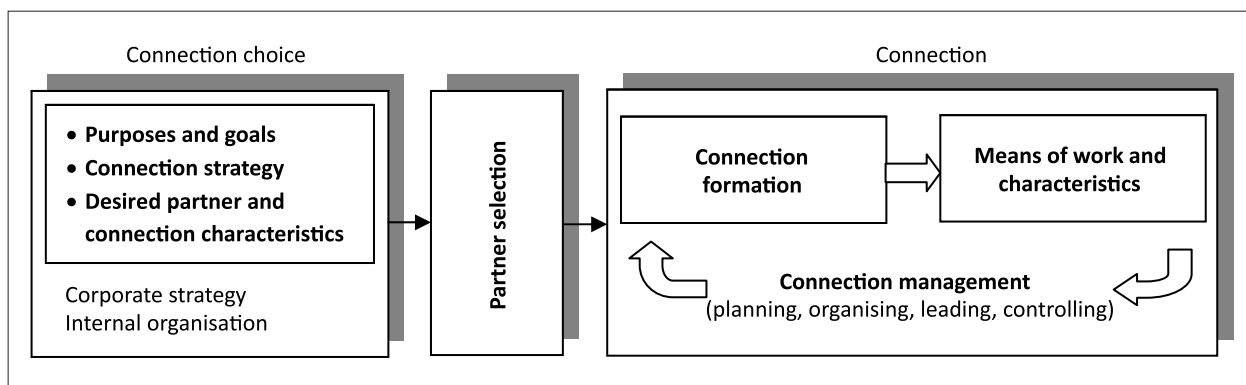 Connection choice
• Purposes and goals
• Connection strategy
• Desired partner and
connection characteristics
Corporate strategy
Internal organisation
Partner selection
Connection
Connection
formation
Means of work and
characteristics
Connection management
(planning, organising, leading, controlling)